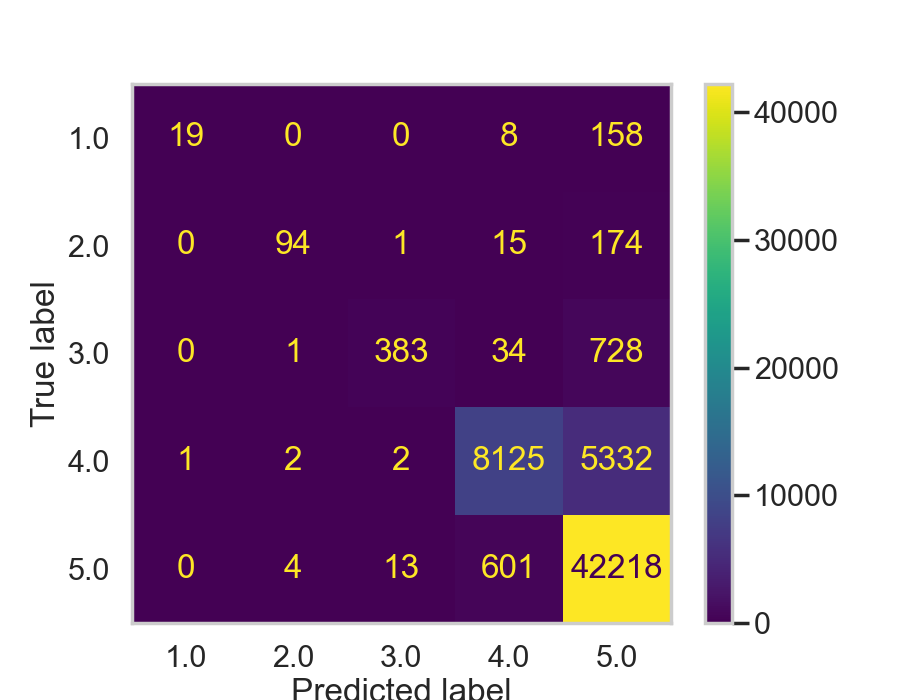 1.0 19 0 0 8 158
2.0 0 94 1 15 174
3.0 0 1 383 34 728
4.0 1 2 2 8125 5332
5.0 0 4 13 601 42218
1.0 2.0 3.0 4.0 5.0
Predicted label
True label
40000
30000
20000
10000
0